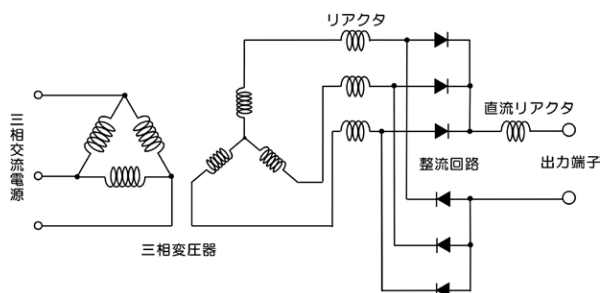 リアクタ
直流リアクタ
三相交流電源
整流回路
出力端子
三相変圧器